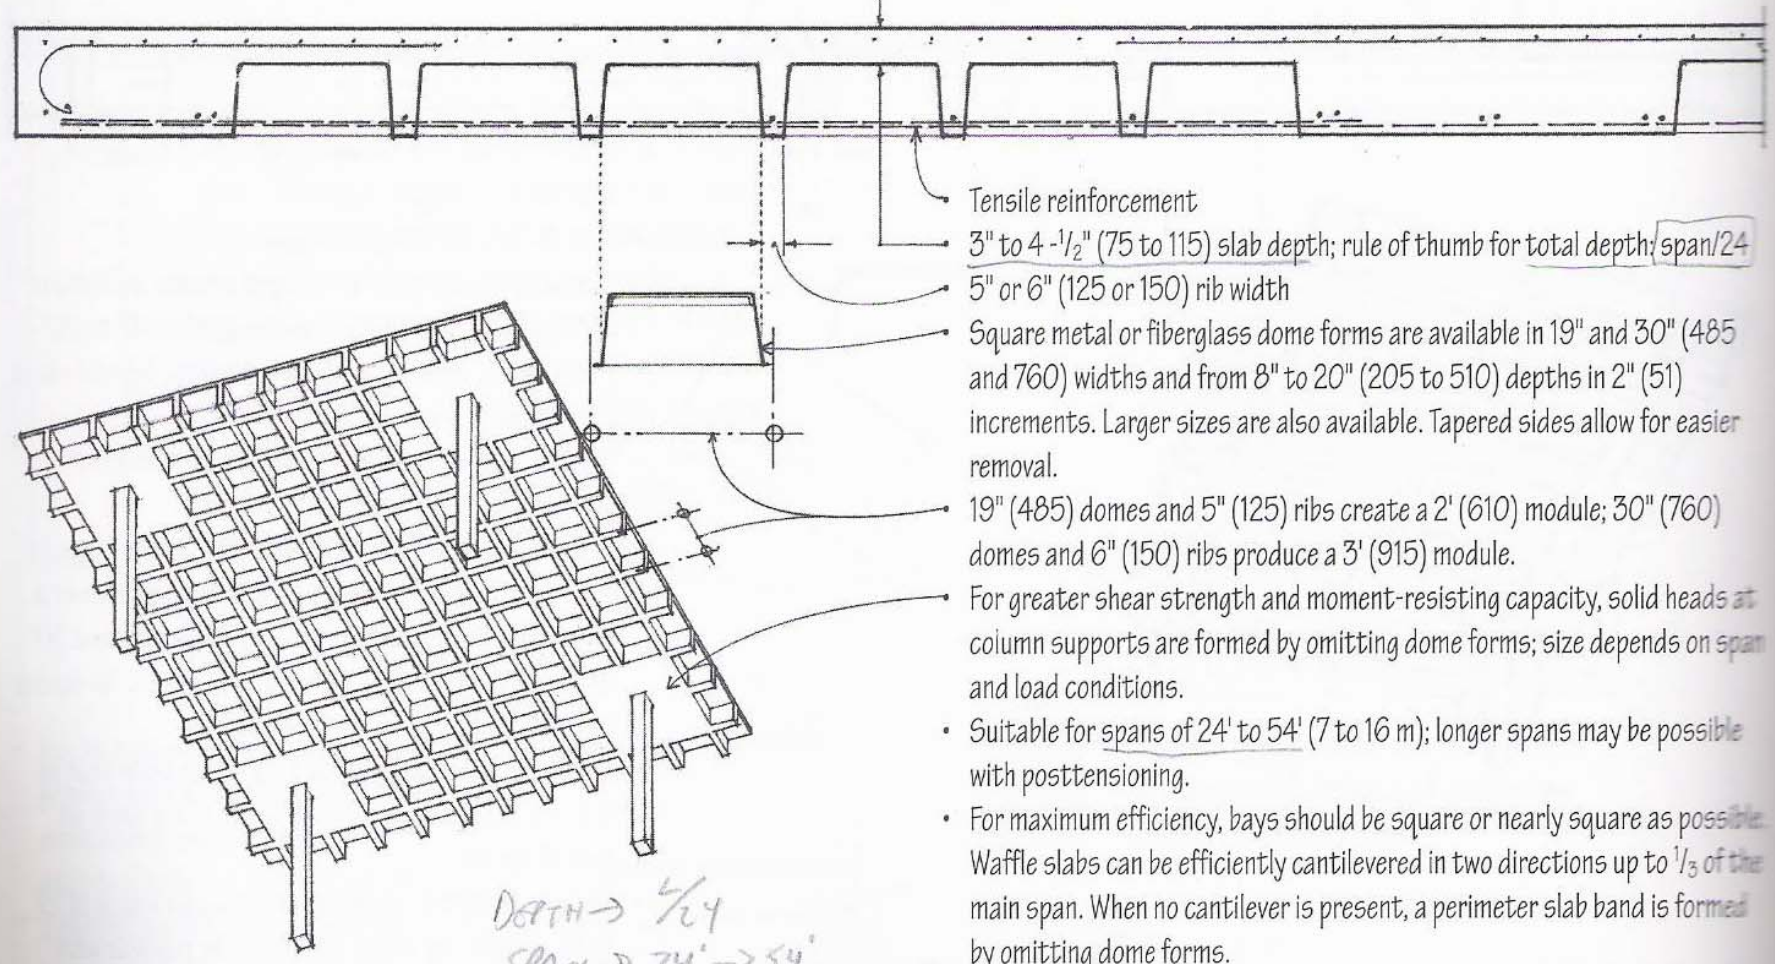 • Tensile reinforcement
• 3" to 4 -1/2" (75 to 115) slab depth; rule of thumb for total depth: span/24
• 5" or 6" (125 or 150) rib width
• Square metal or fiberglass dome forms are available in 19" and 30" (485
and 760) widths and from 8" to 20" (205 to 510) depths in 2" (51)
increments. Larger sizes are also available. Tapered sides allow for easier
removal.
• 19" (485) domes and 5" (125) ribs create a 2' (610) module; 30" (760)
domes and 6" (150) ribs produce a 3' (915) module.
• For greater shear strength and moment-resisting capacity, solid heads at
column supports are formed by omitting dome forms; size depends on span
and load conditions.
• Suitable for spans of 24' to 54' (7 to 16 m); longer spans may be possible
with posttensioning.
• For maximum efficiency, bays should be square or nearly square as possible.
Waffle slabs can be efficiently cantilevered in two directions up to 1/3 of the
main span. When no cantilever is present, a perimeter slab band is formed
by omitting dome forms.
DEPTH → L/24
SPAN → 24' → 54'